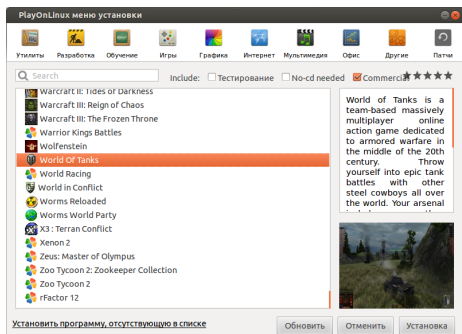 PlayOnLinux меню установки
Утилиты Разработка Обучение Игры Графика Интернет Мультимедия Офис Другие Патчи
Search Include: Тестирование No-cd needed Commercial
Warcraft II: Tides of Darkness
Warcraft III: Reign of Chaos
Warcraft III: The Frozen Throne
Warrior Kings Battles
Wolfenstein
World Of Tanks
World Racing
World in Conflict
Worms Reloaded
Worms World Party
X3 : Terran Conflict
Xenon 2
Zeus: Master of Olympus
Zoo Tycoon 2: Zookeeper Collection
Zoo Tycoon 2
rFactor 12
World of Tanks is a
team-based massively
multiplayer online
action game dedicated
to armored warfare in
the middle of the 20th
century. Throw
yourself into epic tank
battles with other
steel cowboys all over
the world. Your arsenal
Установить программу, отсутствующую в списке
Обновить Отменить Установка